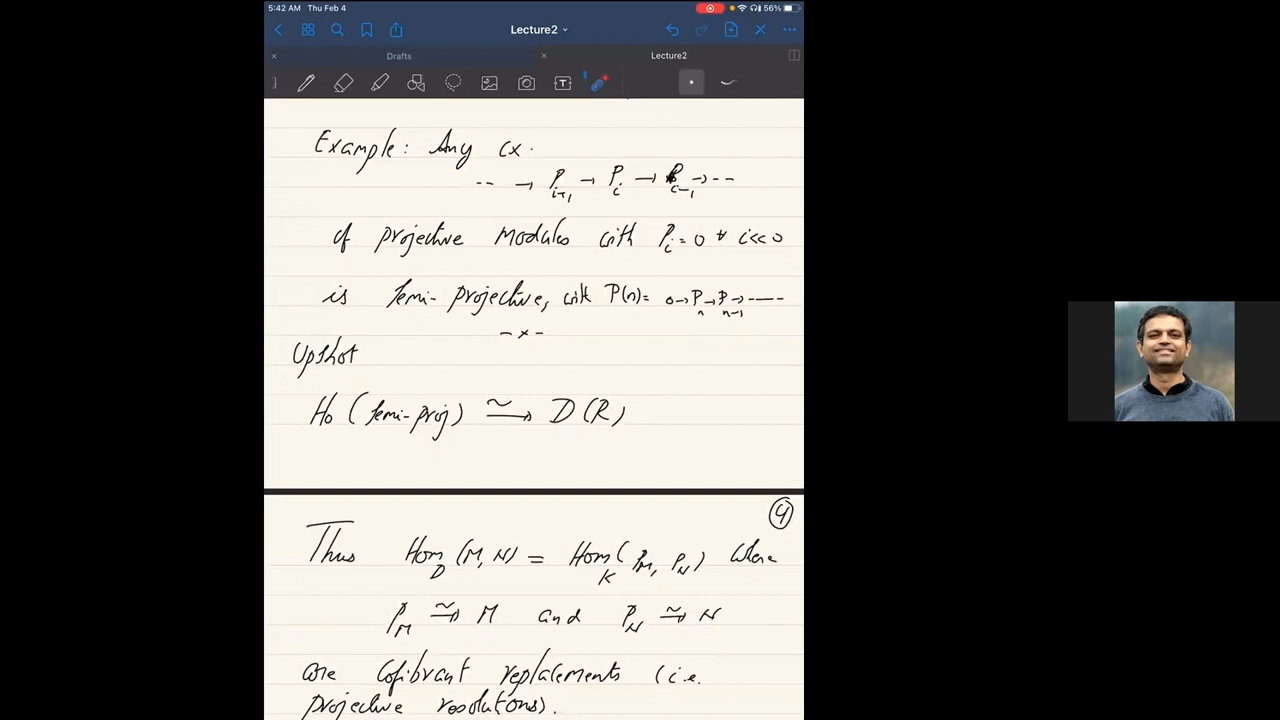 5:42 AM Thu Feb 4
56%
Lecture2
Drafts
Lecture2
Example: Any cx.
-- → P_{i+1} → P_i → P_{i-1} → --
of projective modules with P_i = 0 ∀ i<<0
is semi-projective, with P(n) = 0 → P_n → P_{n-1} → ---
- x -
Upshot
Ho (semi-proj) ≃→ D(R)
4
Thus Hom_D (M, N) = Hom_K (P_M, P_N) where
P_M ≃→ M and P_N ≃→ N
are cofibrant replacements (i.e.
projective resolutions).